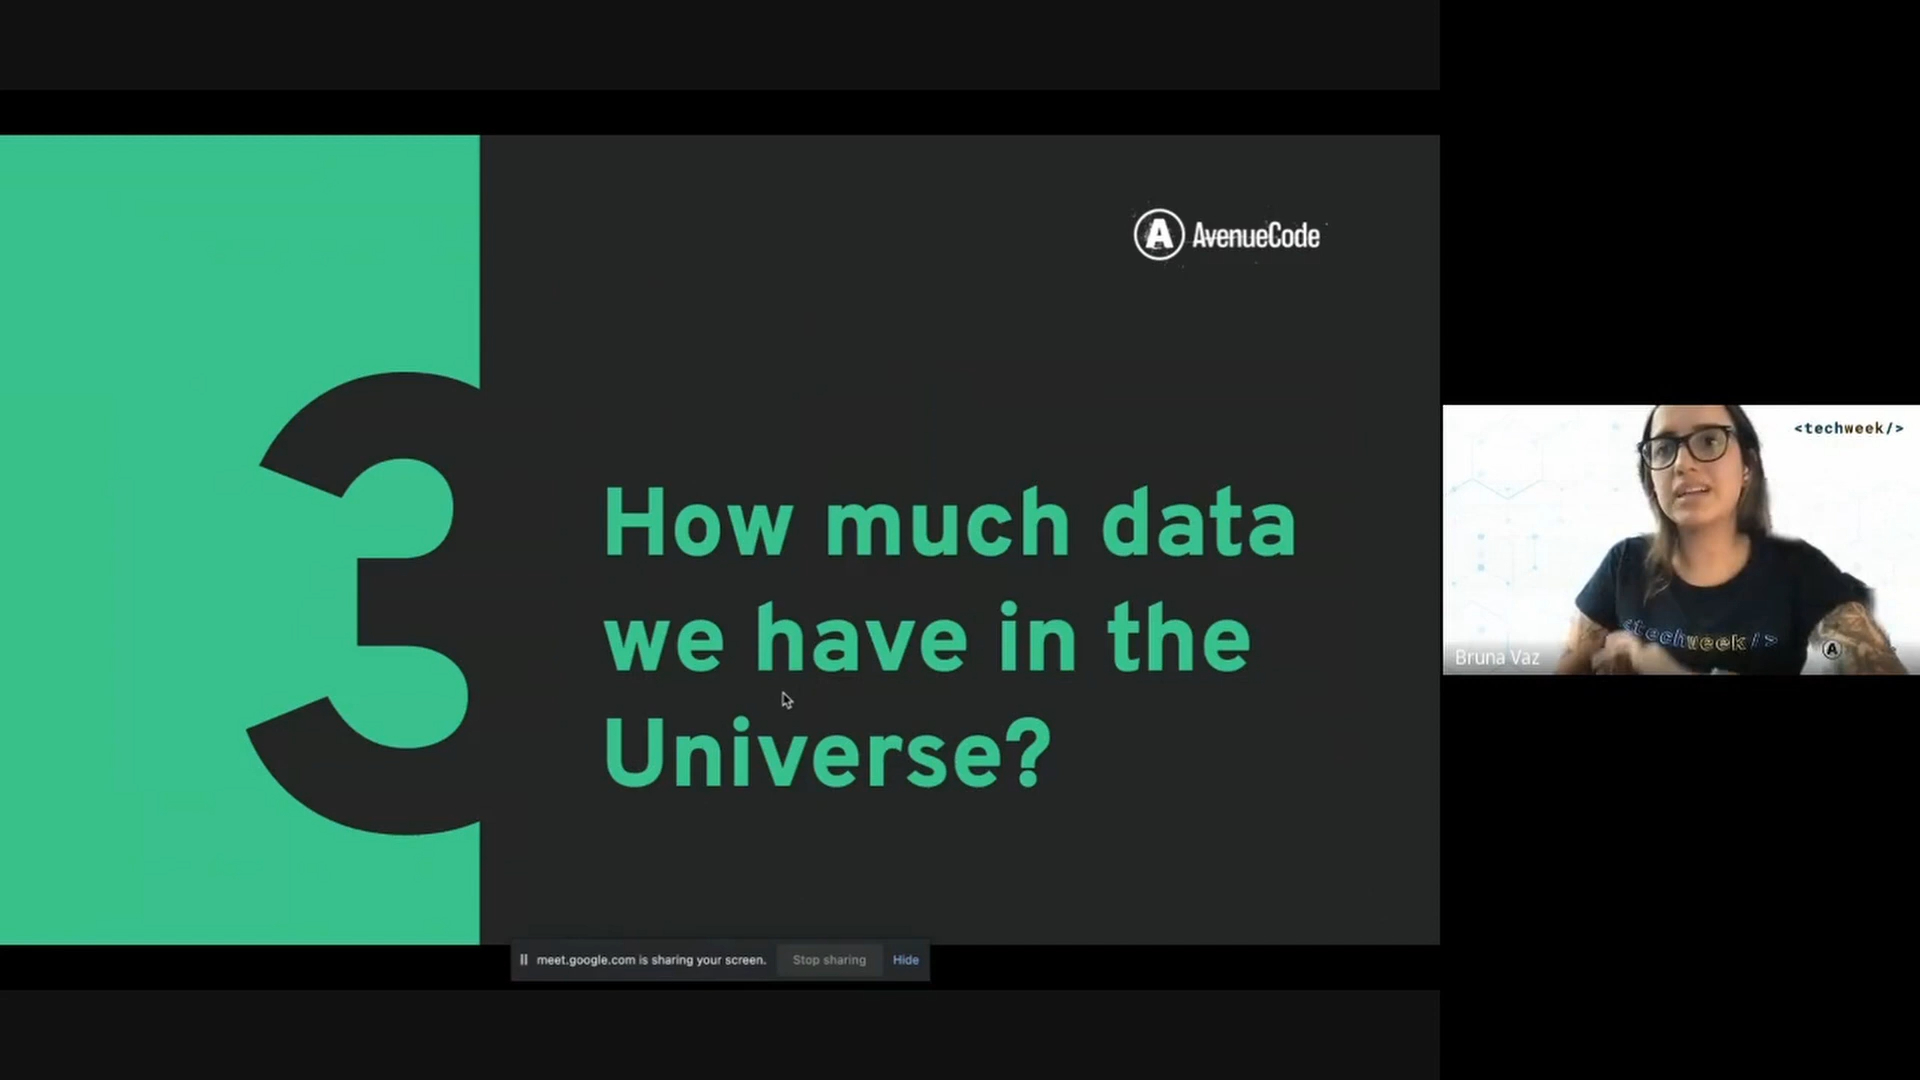 3
A AvenueCode
How much data
we have in the
Universe?
<techweek/>
<techweek/>
A
Bruna Vaz
meet.google.com is sharing your screen.
Stop sharing
Hide